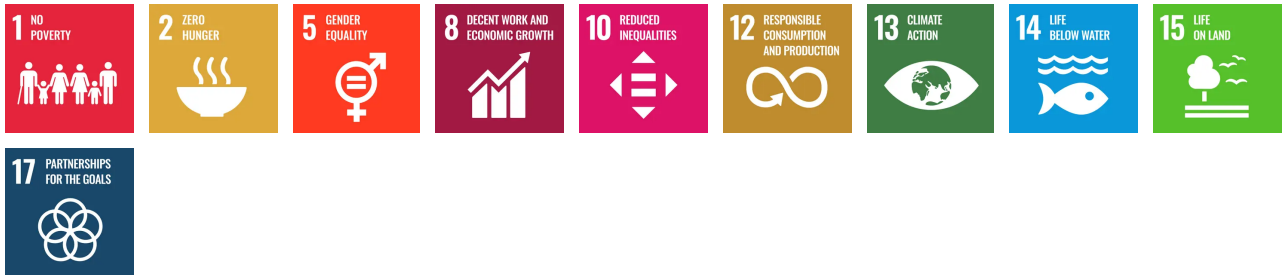 1 NO
POVERTY
2 ZERO
HUNGER
5 GENDER
EQUALITY
8 DECENT WORK AND
ECONOMIC GROWTH
10 REDUCED
INEQUALITIES
12 RESPONSIBLE
CONSUMPTION
AND PRODUCTION
13 CLIMATE
ACTION
14 LIFE
BELOW WATER
15 LIFE
ON LAND
17 PARTNERSHIPS
FOR THE GOALS